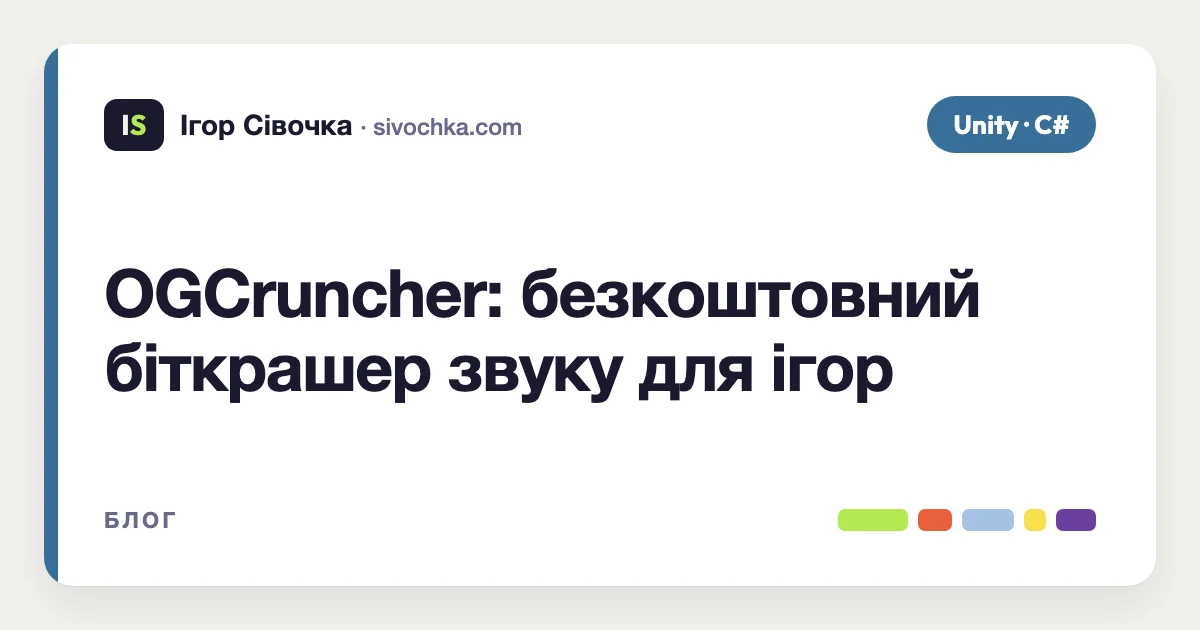 IS Ігор Сівочка · sivochka.com
Unity · C#
OGCruncher: безкоштовний
біткрашер звуку для ігор
БЛОГ